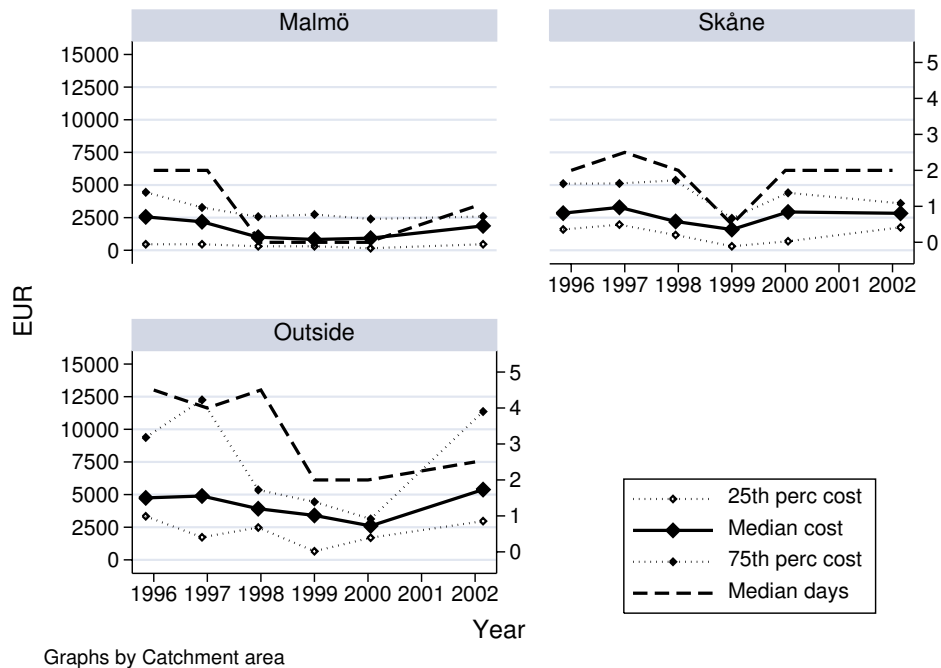 Malmö
Skåne
15000
12500
10000
7500
5000
2500
0
5
4
3
2
1
0
1996 1997 1998 1999 2000 2001 2002
EUR
Outside
15000
12500
10000
7500
5000
2500
0
5
4
3
2
1
0
1996 1997 1998 1999 2000 2001 2002
25th perc cost
Median cost
75th perc cost
Median days
Year
Graphs by Catchment area